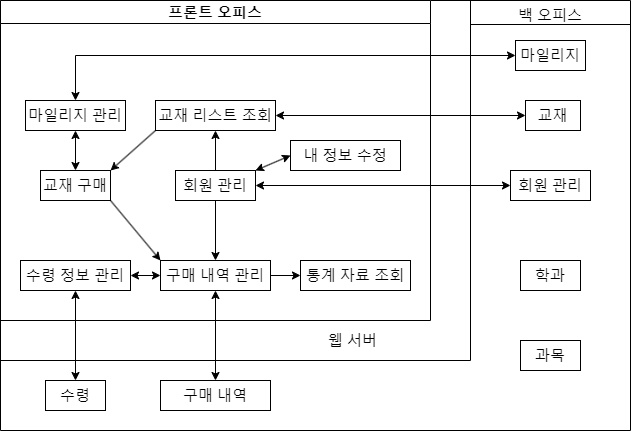 프론트 오피스
백 오피스
마일리지
마일리지 관리
교재 리스트 조회
교재
내 정보 수정
교재 구매
회원 관리
회원 관리
수령 정보 관리
구매 내역 관리
통계 자료 조회
학과
웹 서버
과목
수령
구매 내역